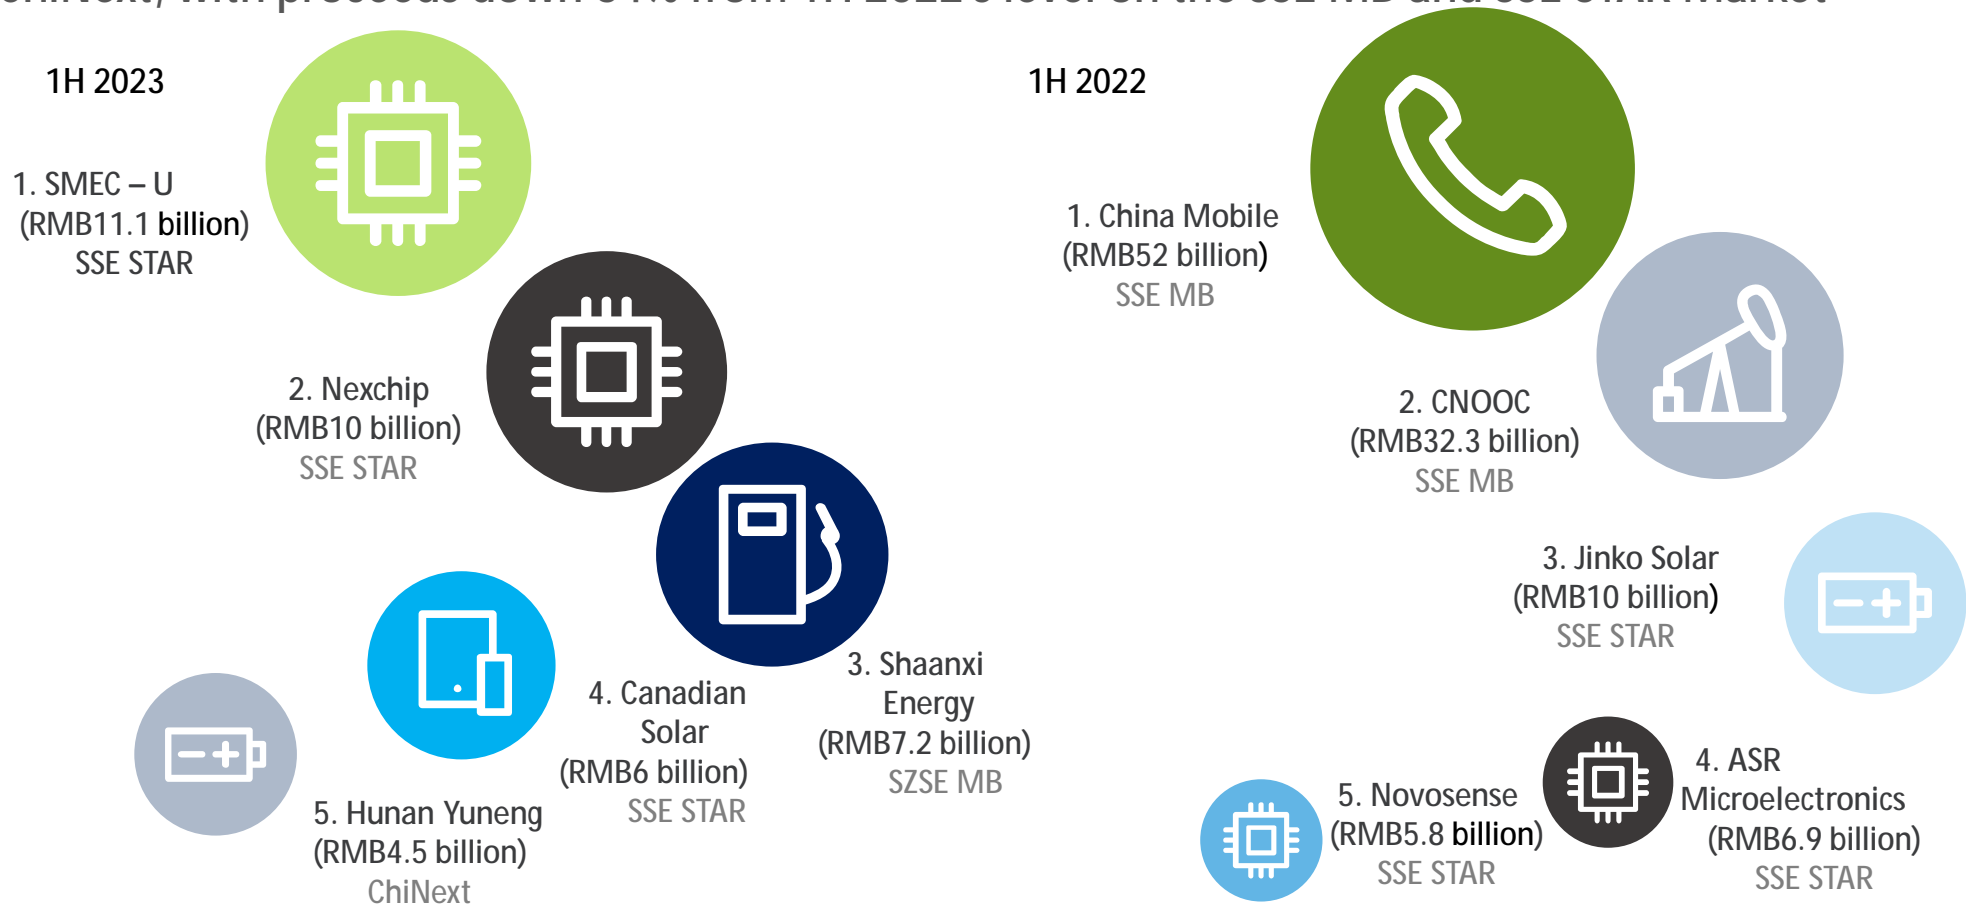 1H 2023
1. SMEC – U
(RMB11.1 billion)
SSE STAR
2. Nexchip
(RMB10 billion)
SSE STAR
3. Shaanxi
Energy
(RMB7.2 billion)
SZSE MB
4. Canadian
Solar
(RMB6 billion)
SSE STAR
5. Hunan Yuneng
(RMB4.5 billion)
ChiNext
1H 2022
1. China Mobile
(RMB52 billion)
SSE MB
2. CNOOC
(RMB32.3 billion)
SSE MB
3. Jinko Solar
(RMB10 billion)
SSE STAR
4. ASR
Microelectronics
(RMB6.9 billion)
SSE STAR
5. Novosense
(RMB5.8 billion)
SSE STAR